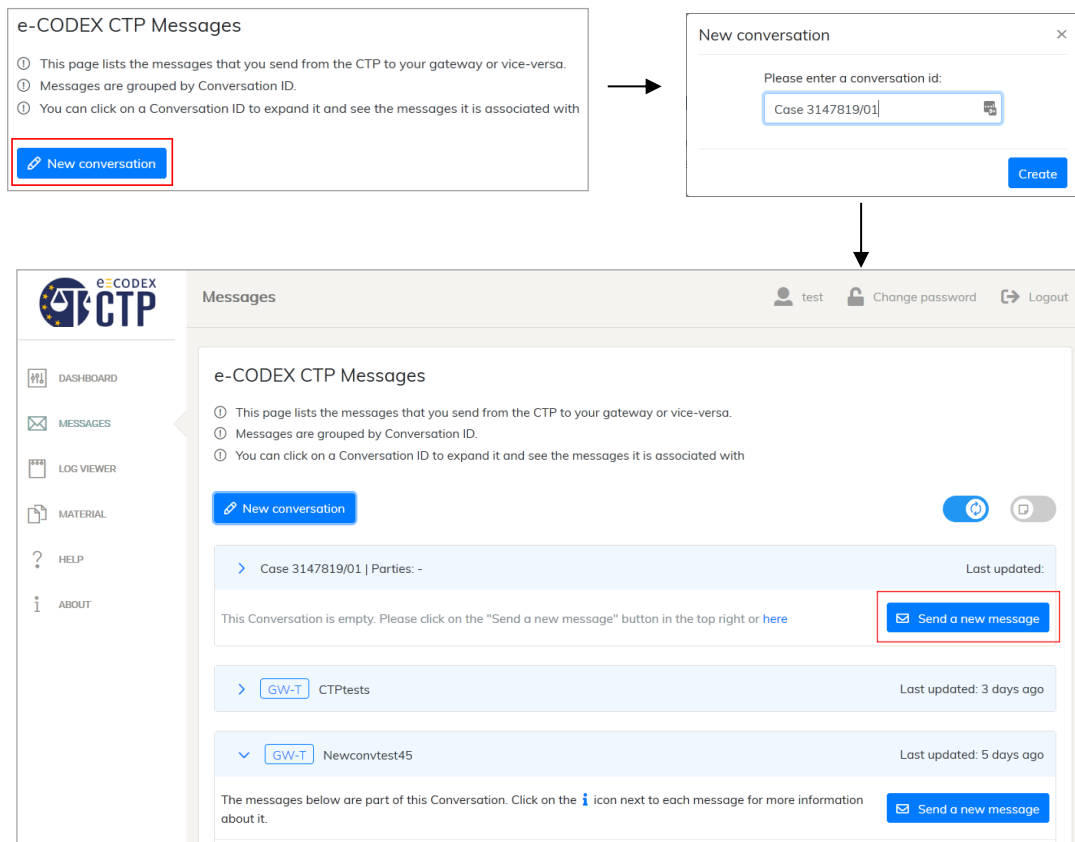 e-CODEX CTP Messages
This page lists the messages that you send from the CTP to your gateway or vice-versa.
Messages are grouped by Conversation ID.
You can click on a Conversation ID to expand it and see the messages it is associated with
New conversation
New conversation
Please enter a conversation id:
Case 3147819/01
Create
e-CODEX
CTP
Messages
test
Change password
Logout
DASHBOARD
MESSAGES
LOG VIEWER
MATERIAL
HELP
ABOUT
e-CODEX CTP Messages
This page lists the messages that you send from the CTP to your gateway or vice-versa.
Messages are grouped by Conversation ID.
You can click on a Conversation ID to expand it and see the messages it is associated with
New conversation
Case 3147819/01 | Parties: -
Last updated:
This Conversation is empty. Please click on the "Send a new message" button in the top right or here
Send a new message
GW-T CTPtests
Last updated: 3 days ago
GW-T Newconvtest45
Last updated: 5 days ago
The messages below are part of this Conversation. Click on the i icon next to each message for more information
about it.
Send a new message